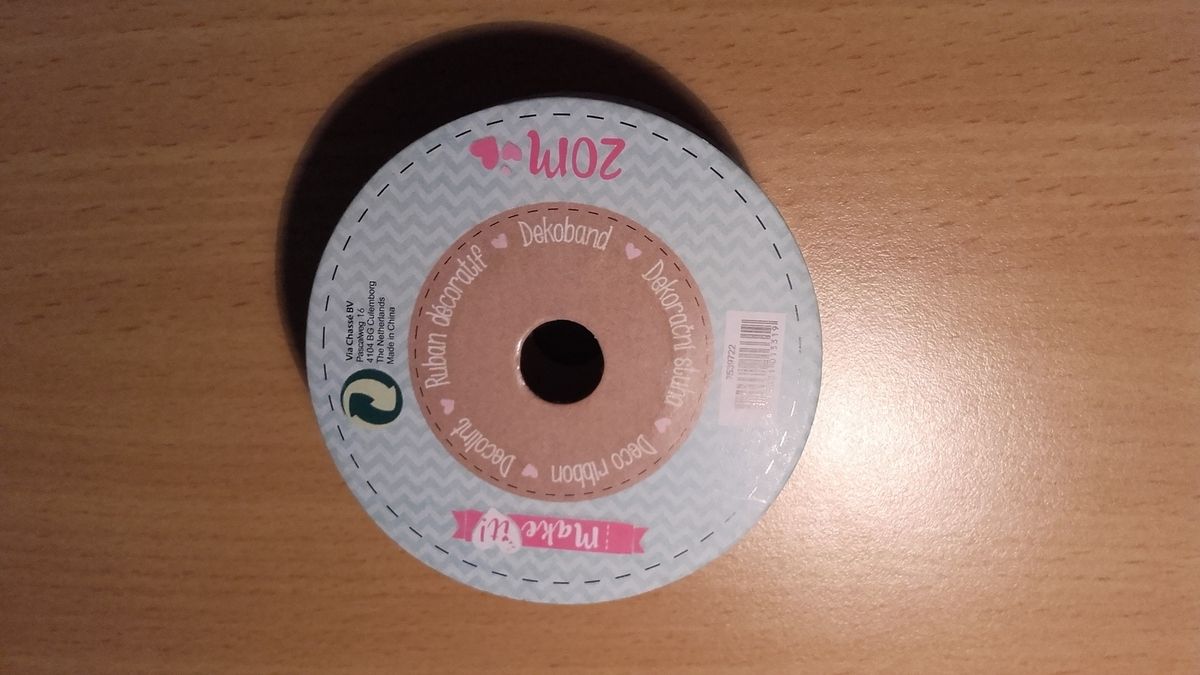 make it!
20m
Dekoband
Dekorační stuha
Deco ribbon
Decolint
Ruban décoratif
Via Chassé BV
Pascalweg 16
4104 BG Culemborg
The Netherlands
Made in China
7539722